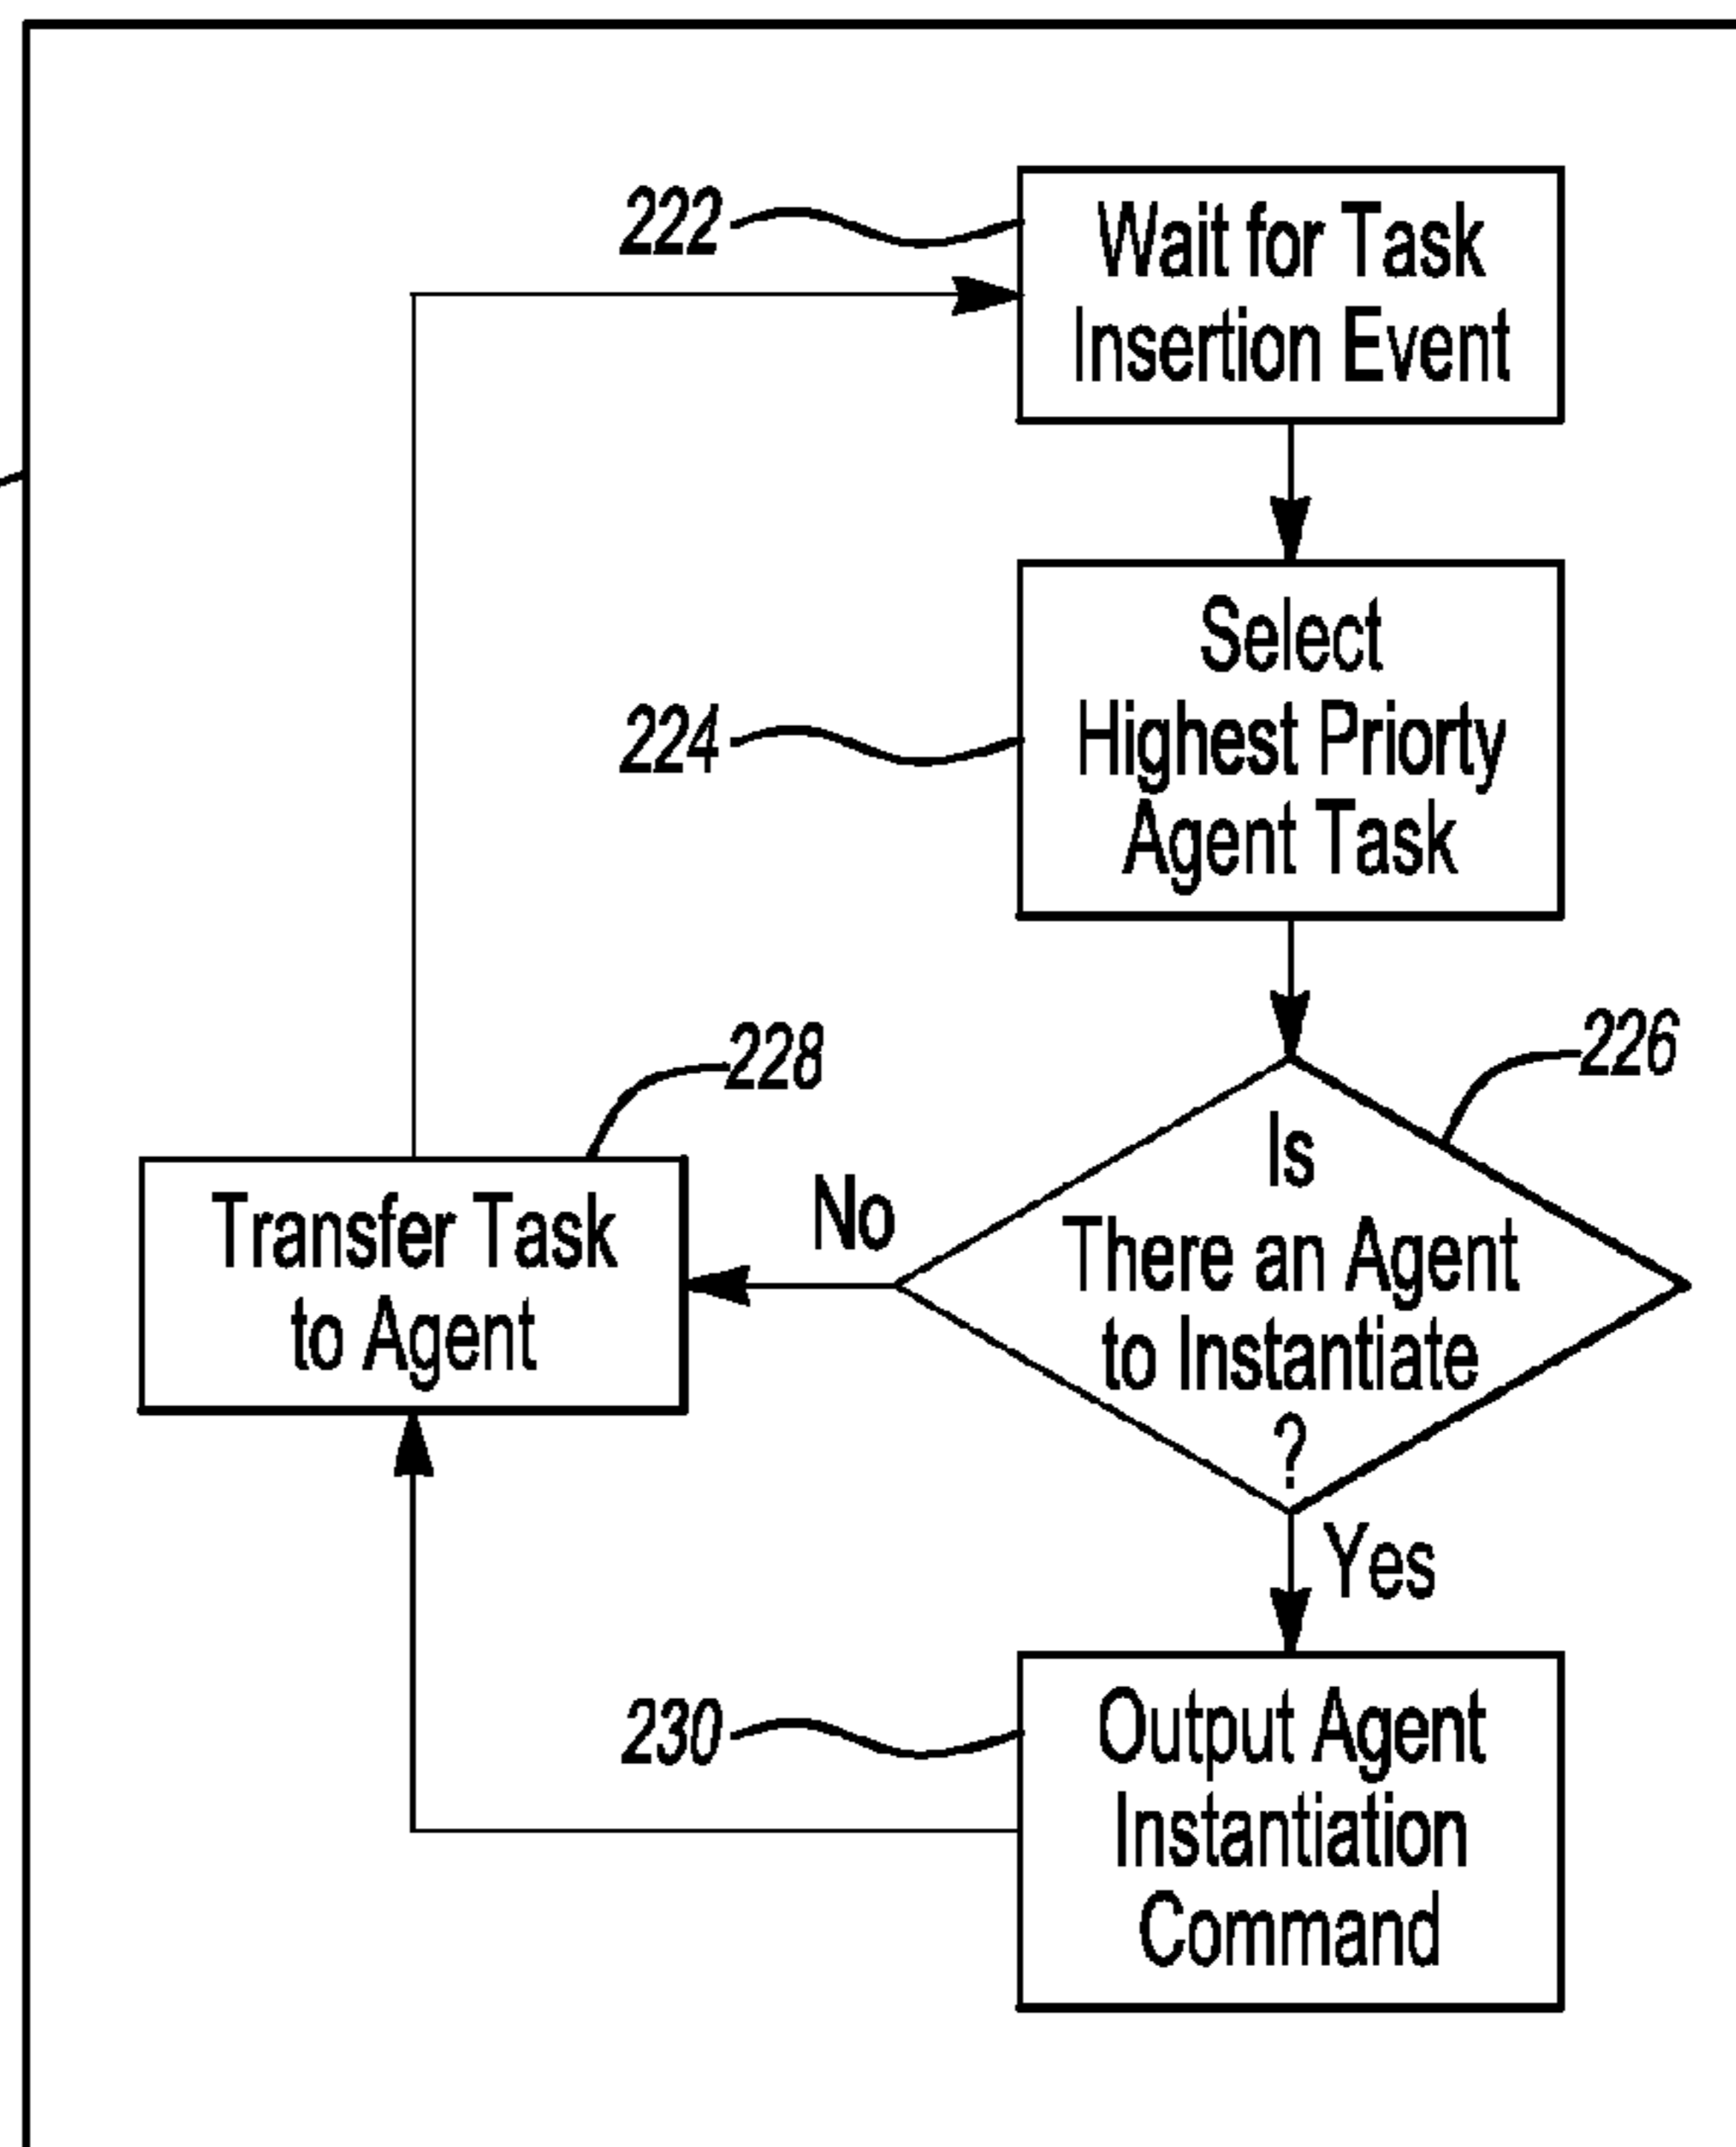 222
Wait for Task
Insertion Event
224
Select
Highest Priorty
Agent Task
226
Is
There an Agent
to Instantiate
?
No
228
Transfer Task
to Agent
Yes
230
Output Agent
Instantiation
Command